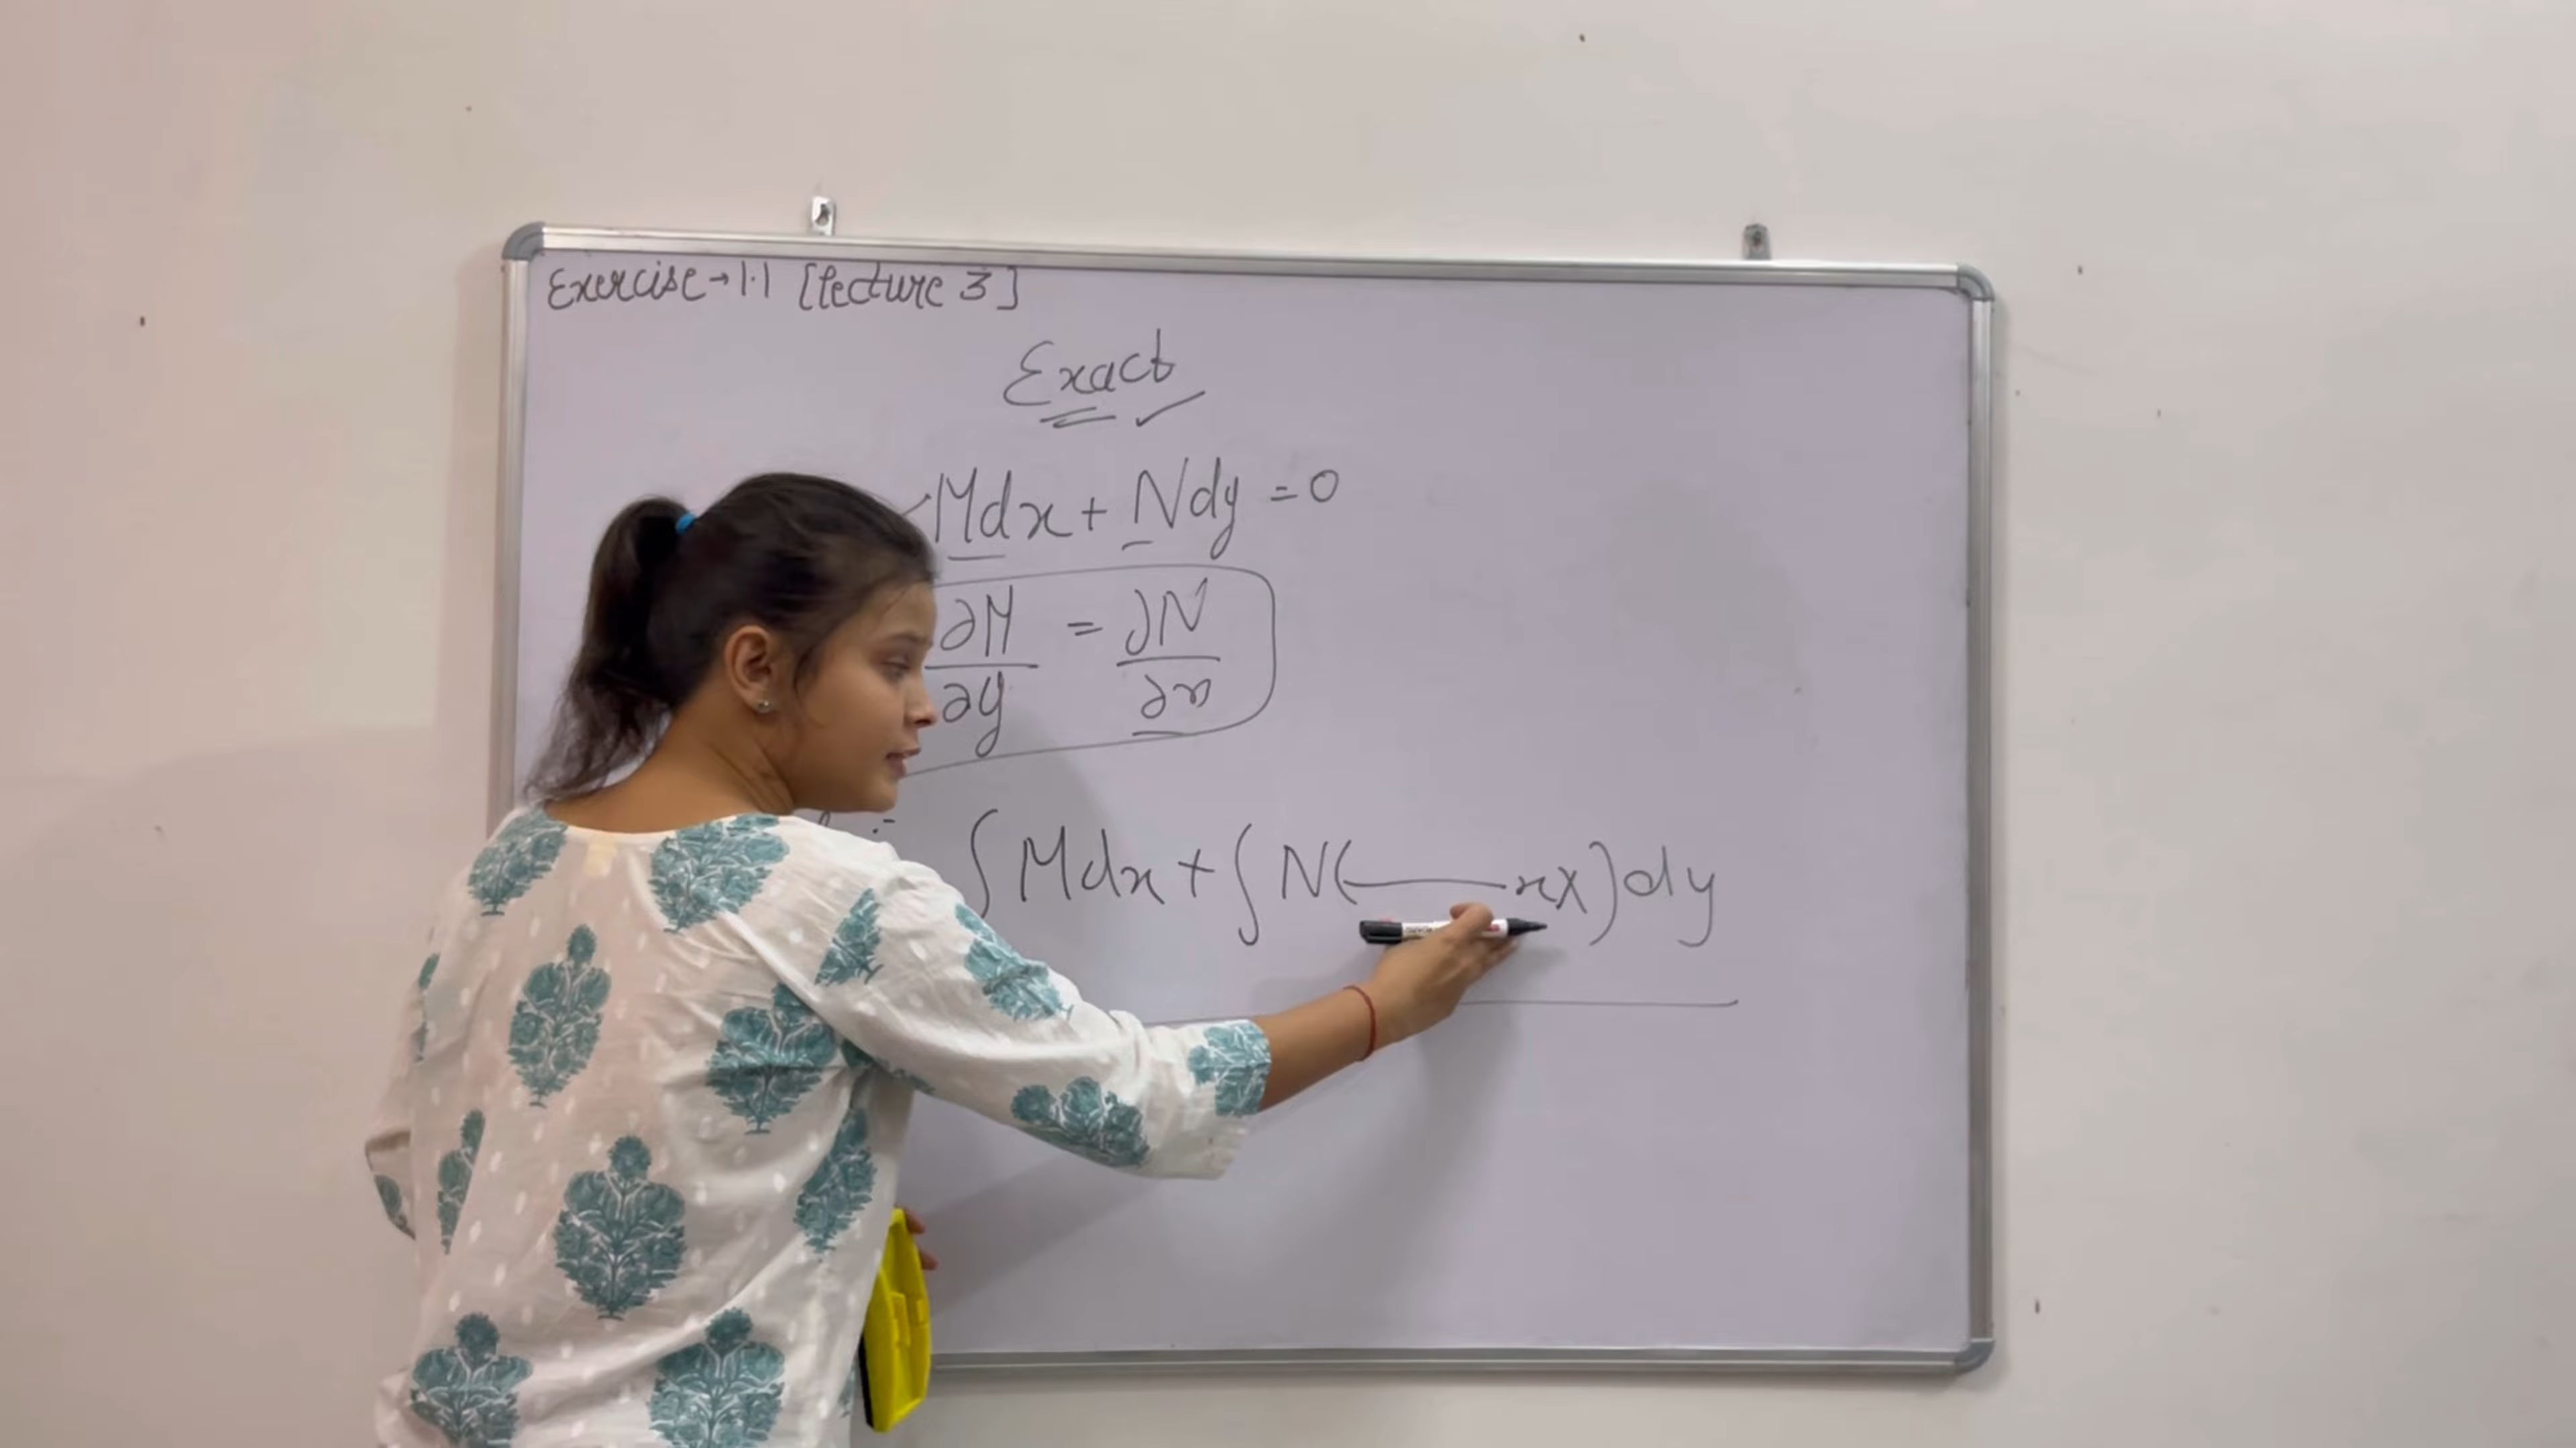 Exercise → 1.1 [lecture 3]
Exact
Mdx + Ndy = 0
∂M/∂y = ∂N/∂x
∫ Mdx + ∫ N(——— x X) dy